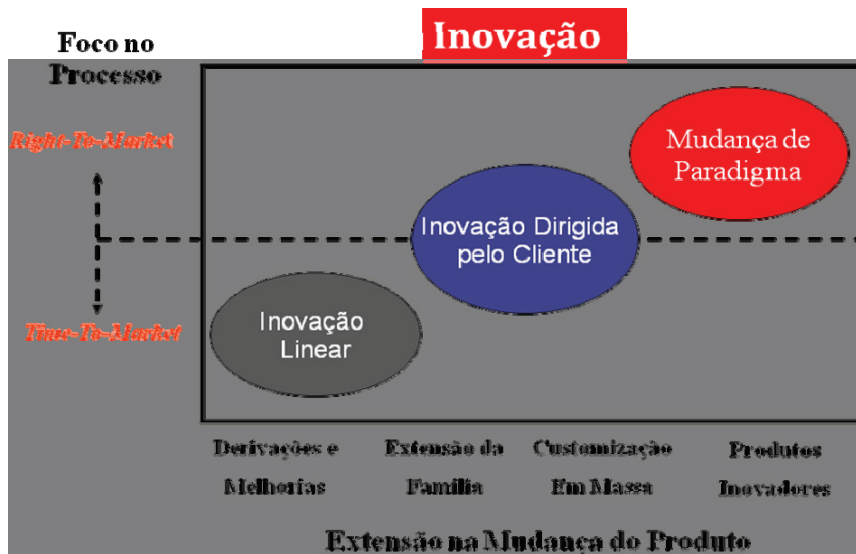 Inovação
Foco no
Processo
Right-To-Market
Mudança de
Paradigma
Inovação Dirigida
pelo Cliente
Time-To-Market
Inovação
Linear
Derivações e
Melhorias
Extensão da
Família
Customização
Em Massa
Produtos
Inovadores
Extensão na Mudança do Produto